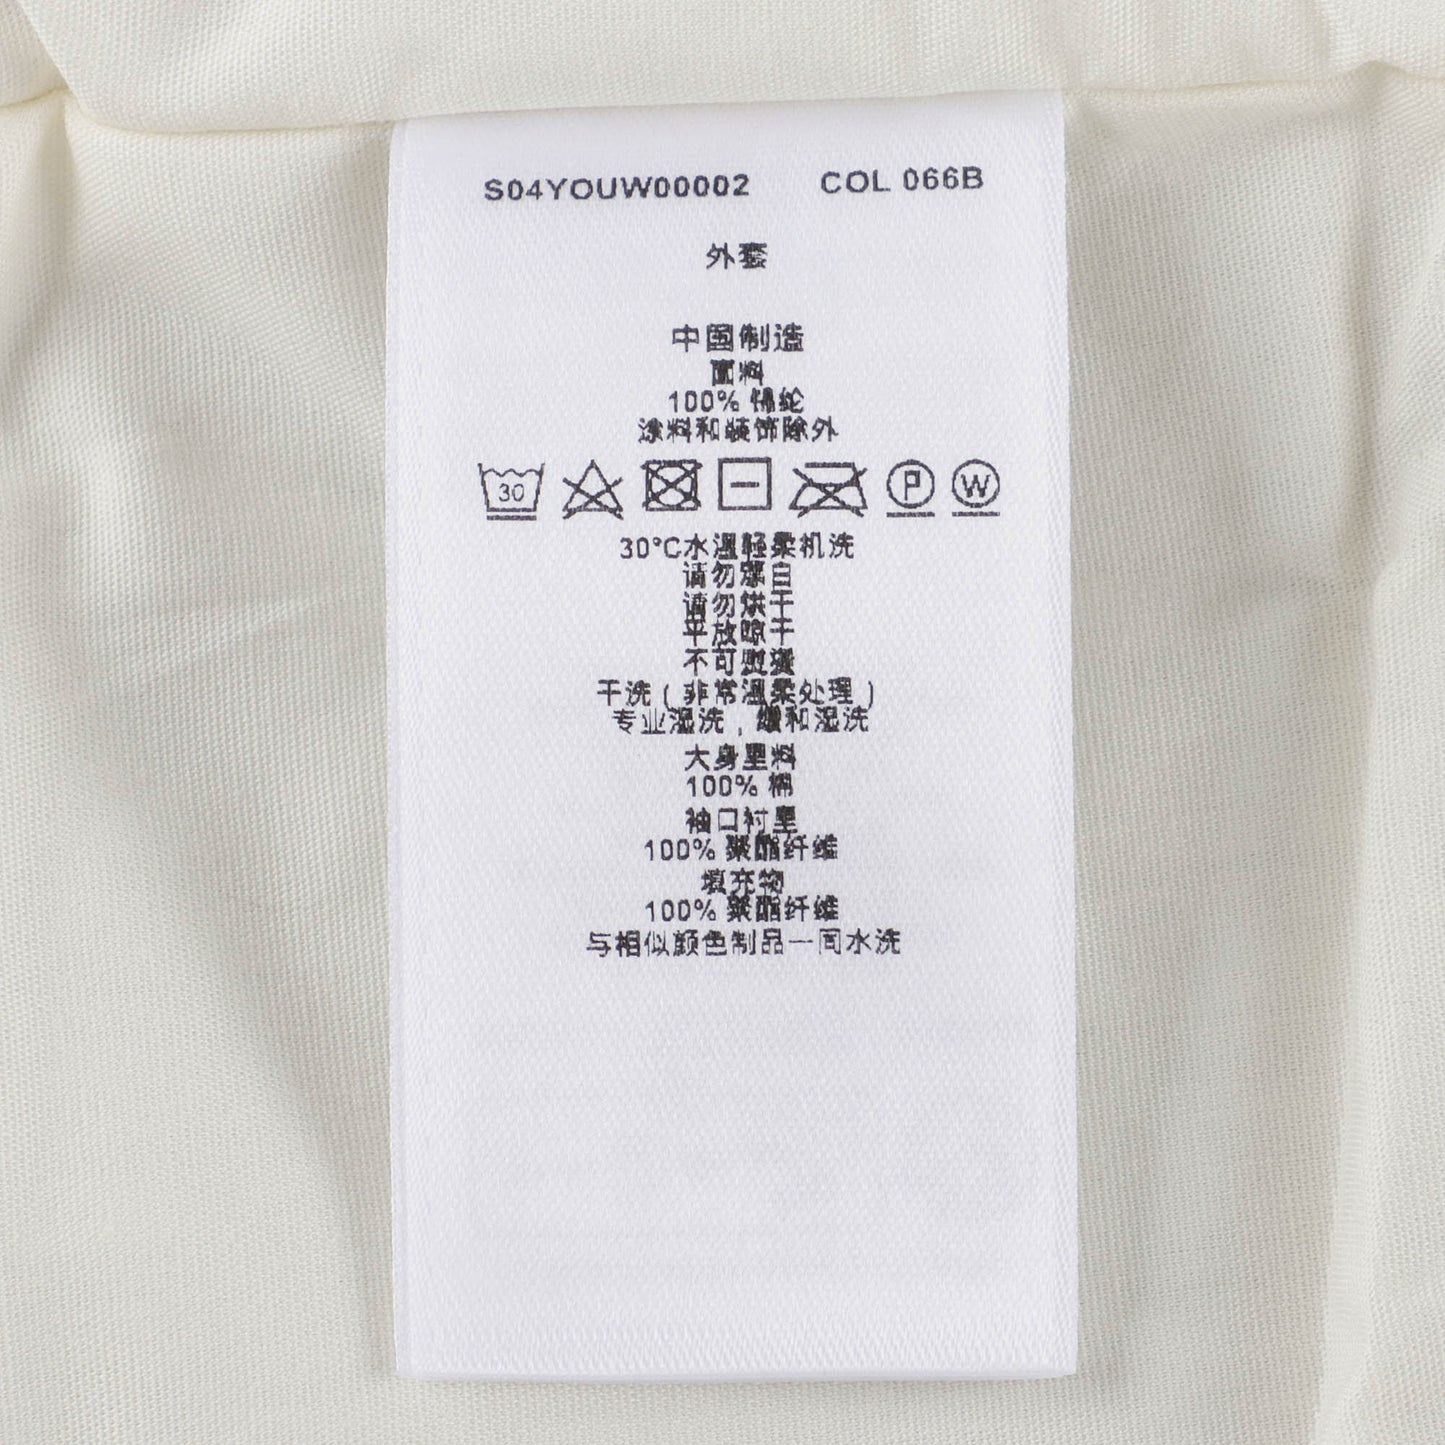 S04YOUW00002 COL 066B
外套
中国制造
面料
100% 锦纶
涂料和装饰除外
30 P W
30°C水温轻柔机洗
请勿漂白
请勿烘干
平放晾干
不可熨烫
干洗(非常温柔处理)
专业湿洗,缓和湿洗
大身里料
100% 棉
袖口衬里
100% 聚酯纤维
填充物
100% 聚酯纤维
与相似颜色制品一同水洗